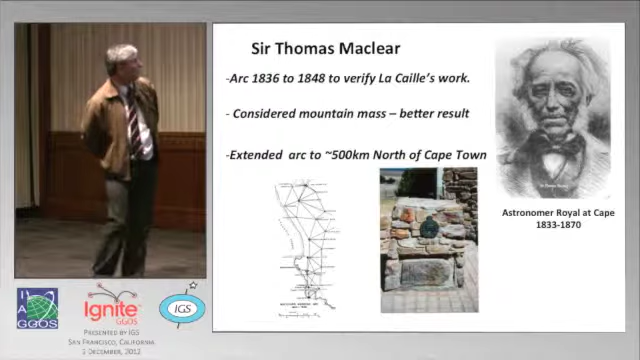 Sir Thomas Maclear
-Arc 1836 to 1848 to verify La Caille's work.
- Considered mountain mass – better result
-Extended arc to ~500km North of Cape Town
Astronomer Royal at Cape
1833-1870
I
A
GGOS
Ignite
GGOS
IGS
PRESENTED BY IGS
SAN FRANCISCO, CALIFORNIA
2 DECEMBER, 2012